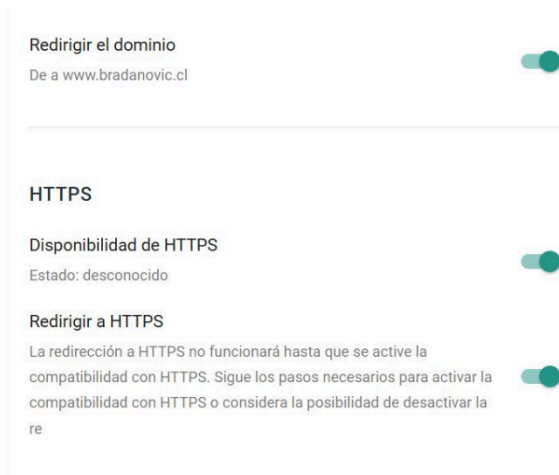 Redirigir el dominio
De a www.bradanovic.cl
HTTPS
Disponibilidad de HTTPS
Estado: desconocido
Redirigir a HTTPS
La redirección a HTTPS no funcionará hasta que se active la
compatibilidad con HTTPS. Sigue los pasos necesarios para activar la
compatibilidad con HTTPS o considera la posibilidad de desactivar la
re